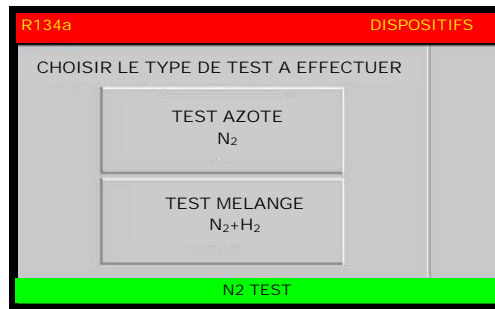 R134a DISPOSITIFS
CHOISIR LE TYPE DE TEST A EFFECTUER
TEST AZOTE
N₂
TEST MELANGE
N₂+H₂
N2 TEST